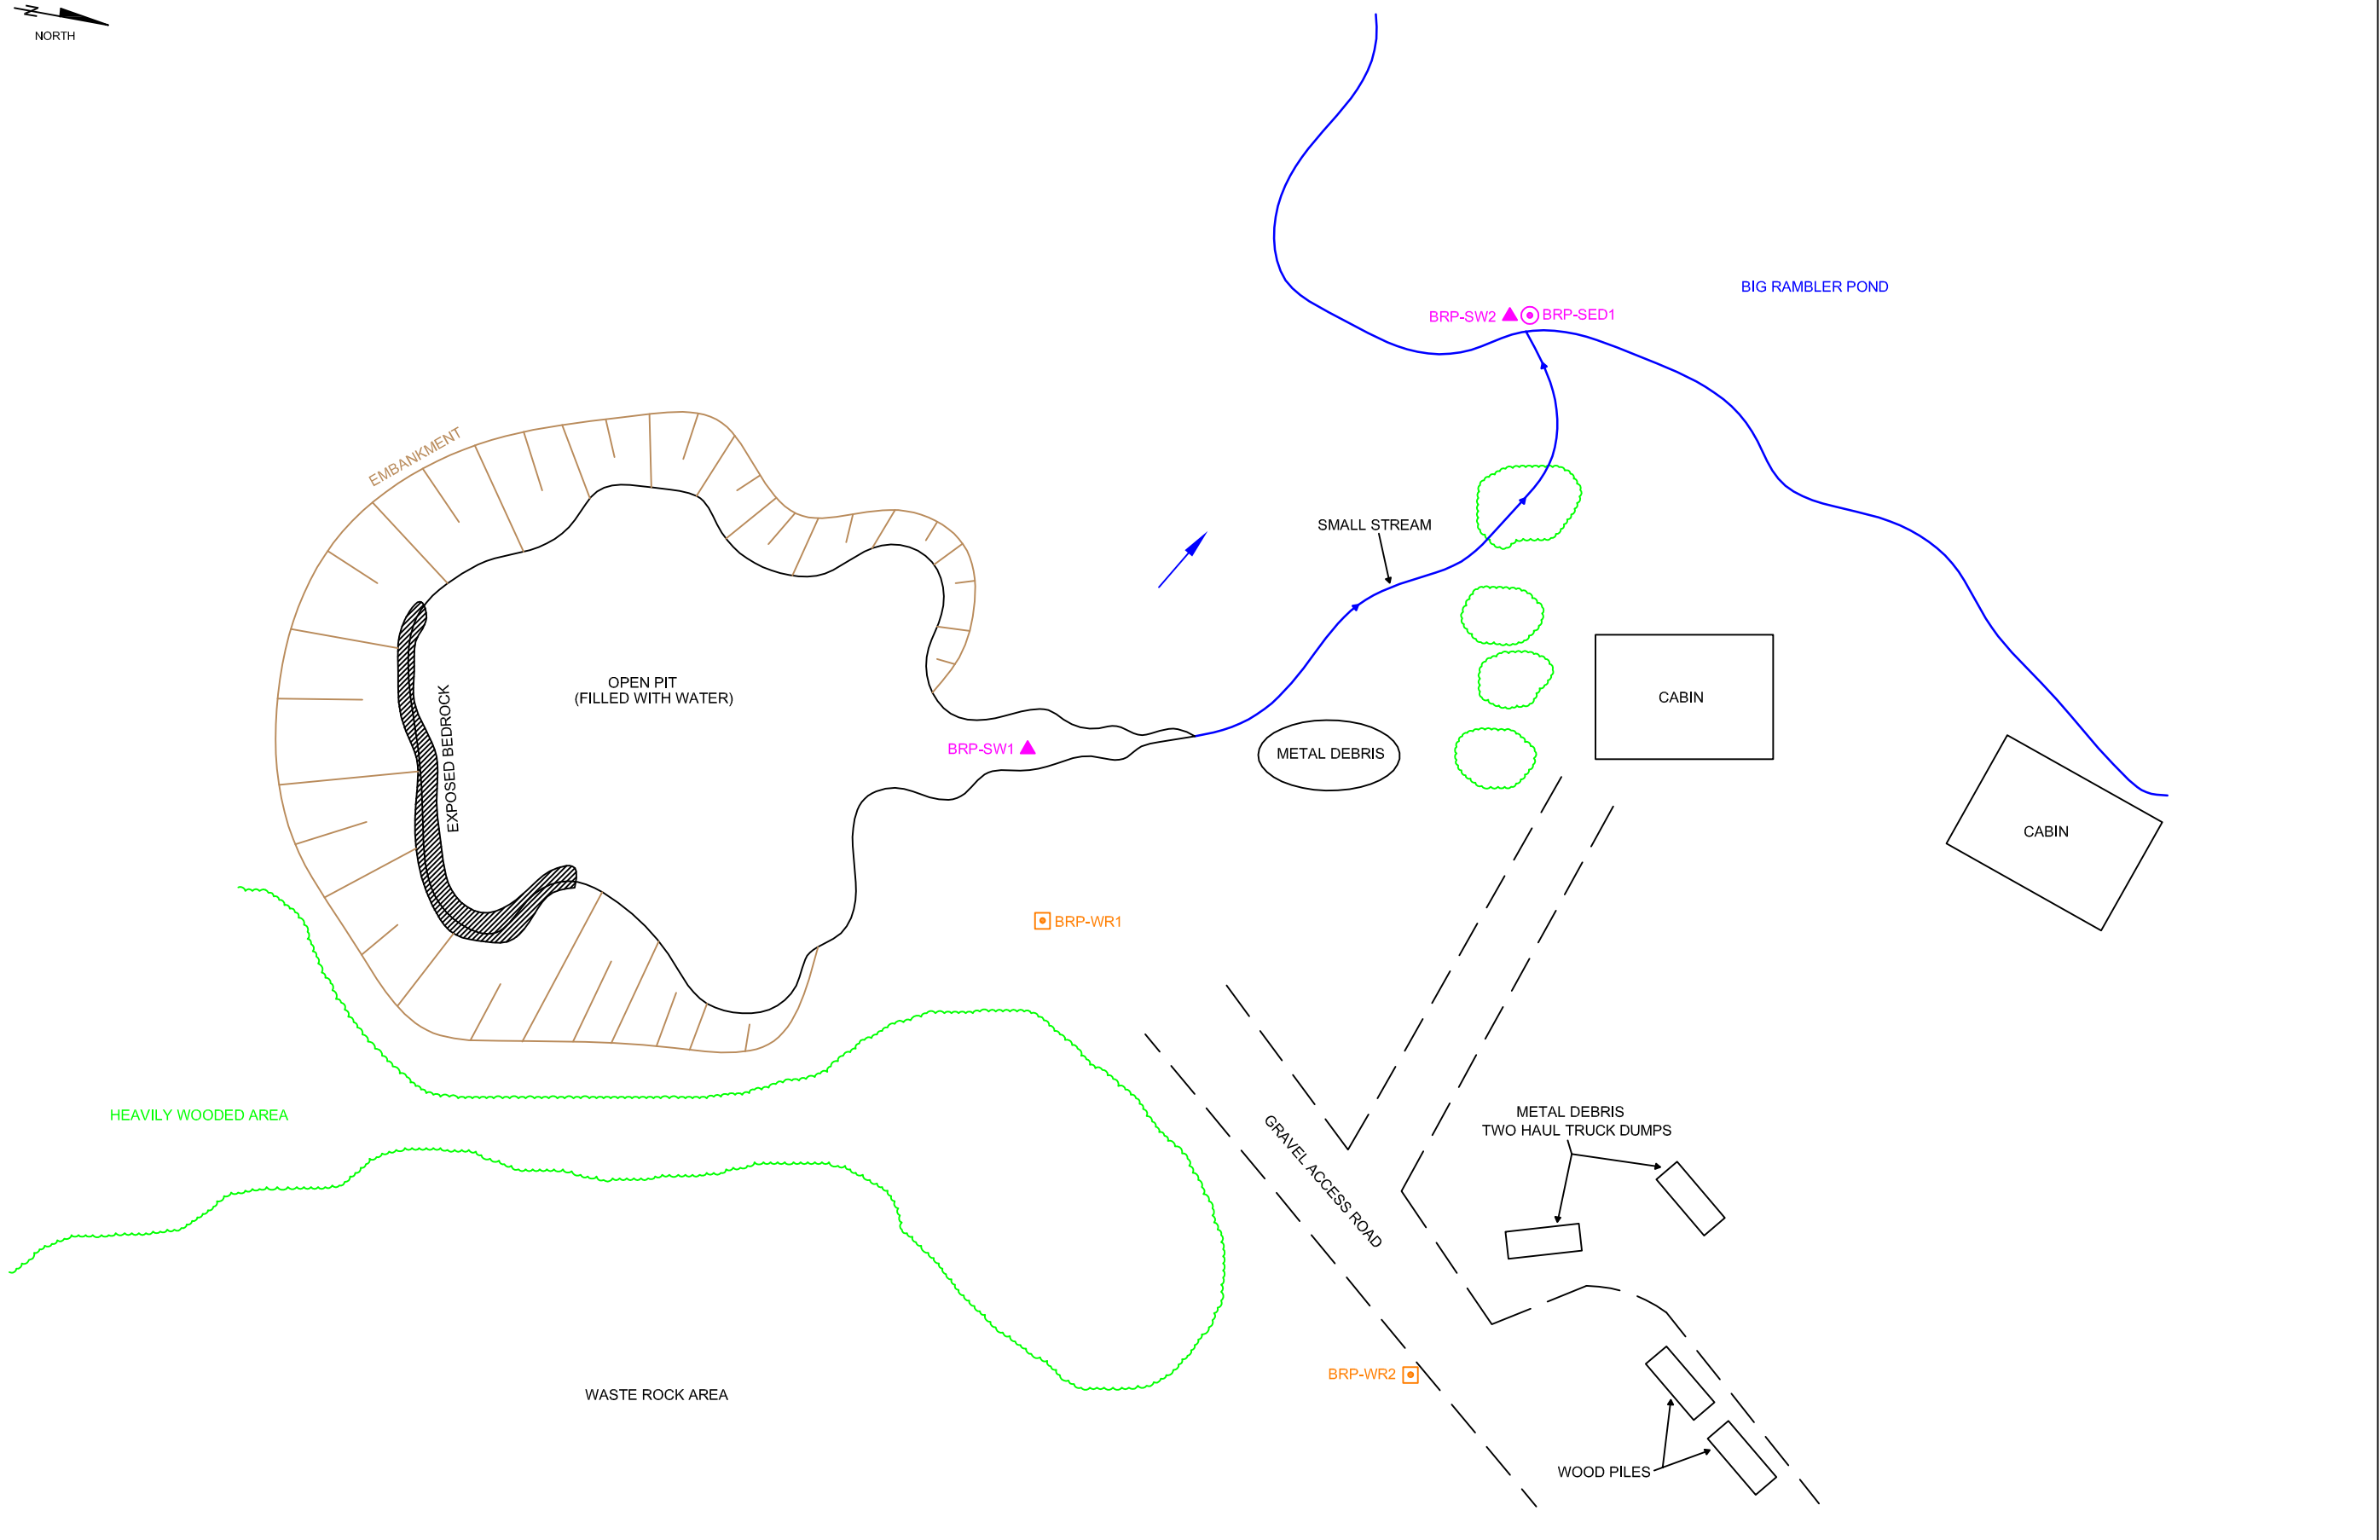 N
NORTH
BIG RAMBLER POND
BRP-SW2
BRP-SED1
EMBANKMENT
SMALL STREAM
OPEN PIT
(FILLED WITH WATER)
EXPOSED BEDROCK
BRP-SW1
METAL DEBRIS
CABIN
CABIN
BRP-WR1
HEAVILY WOODED AREA
GRAVEL ACCESS ROAD
METAL DEBRIS
TWO HAUL TRUCK DUMPS
BRP-WR2
WASTE ROCK AREA
WOOD PILES